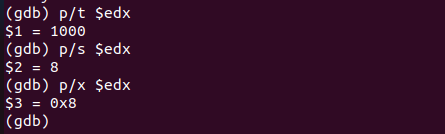 (gdb) p/t $edx
$1 = 1000
(gdb) p/s $edx
$2 = 8
(gdb) p/x $edx
$3 = 0x8
(gdb)